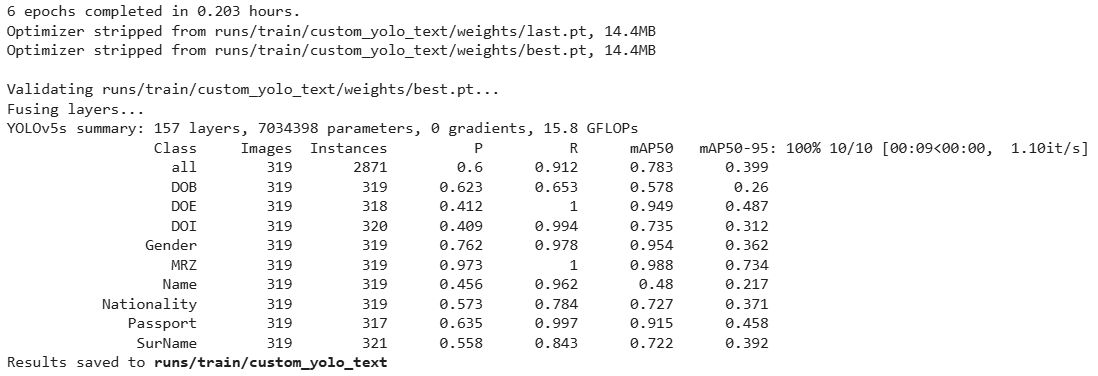 6 epochs completed in 0.203 hours.
Optimizer stripped from runs/train/custom_yolo_text/weights/last.pt, 14.4MB
Optimizer stripped from runs/train/custom_yolo_text/weights/best.pt, 14.4MB
Validating runs/train/custom_yolo_text/weights/best.pt...
Fusing layers...
YOLOv5s summary: 157 layers, 7034398 parameters, 0 gradients, 15.8 GFLOPs
Class Images Instances P R mAP50 mAP50-95: 100% 10/10 [00:09<00:00, 1.10it/s]
all 319 2871 0.6 0.912 0.783 0.399
DOB 319 319 0.623 0.653 0.578 0.26
DOE 319 318 0.412 1 0.949 0.487
DOI 319 320 0.409 0.994 0.735 0.312
Gender 319 319 0.762 0.978 0.954 0.362
MRZ 319 319 0.973 1 0.988 0.734
Name 319 319 0.456 0.962 0.48 0.217
Nationality 319 319 0.573 0.784 0.727 0.371
Passport 319 317 0.635 0.997 0.915 0.458
SurName 319 321 0.558 0.843 0.722 0.392
Results saved to runs/train/custom_yolo_text